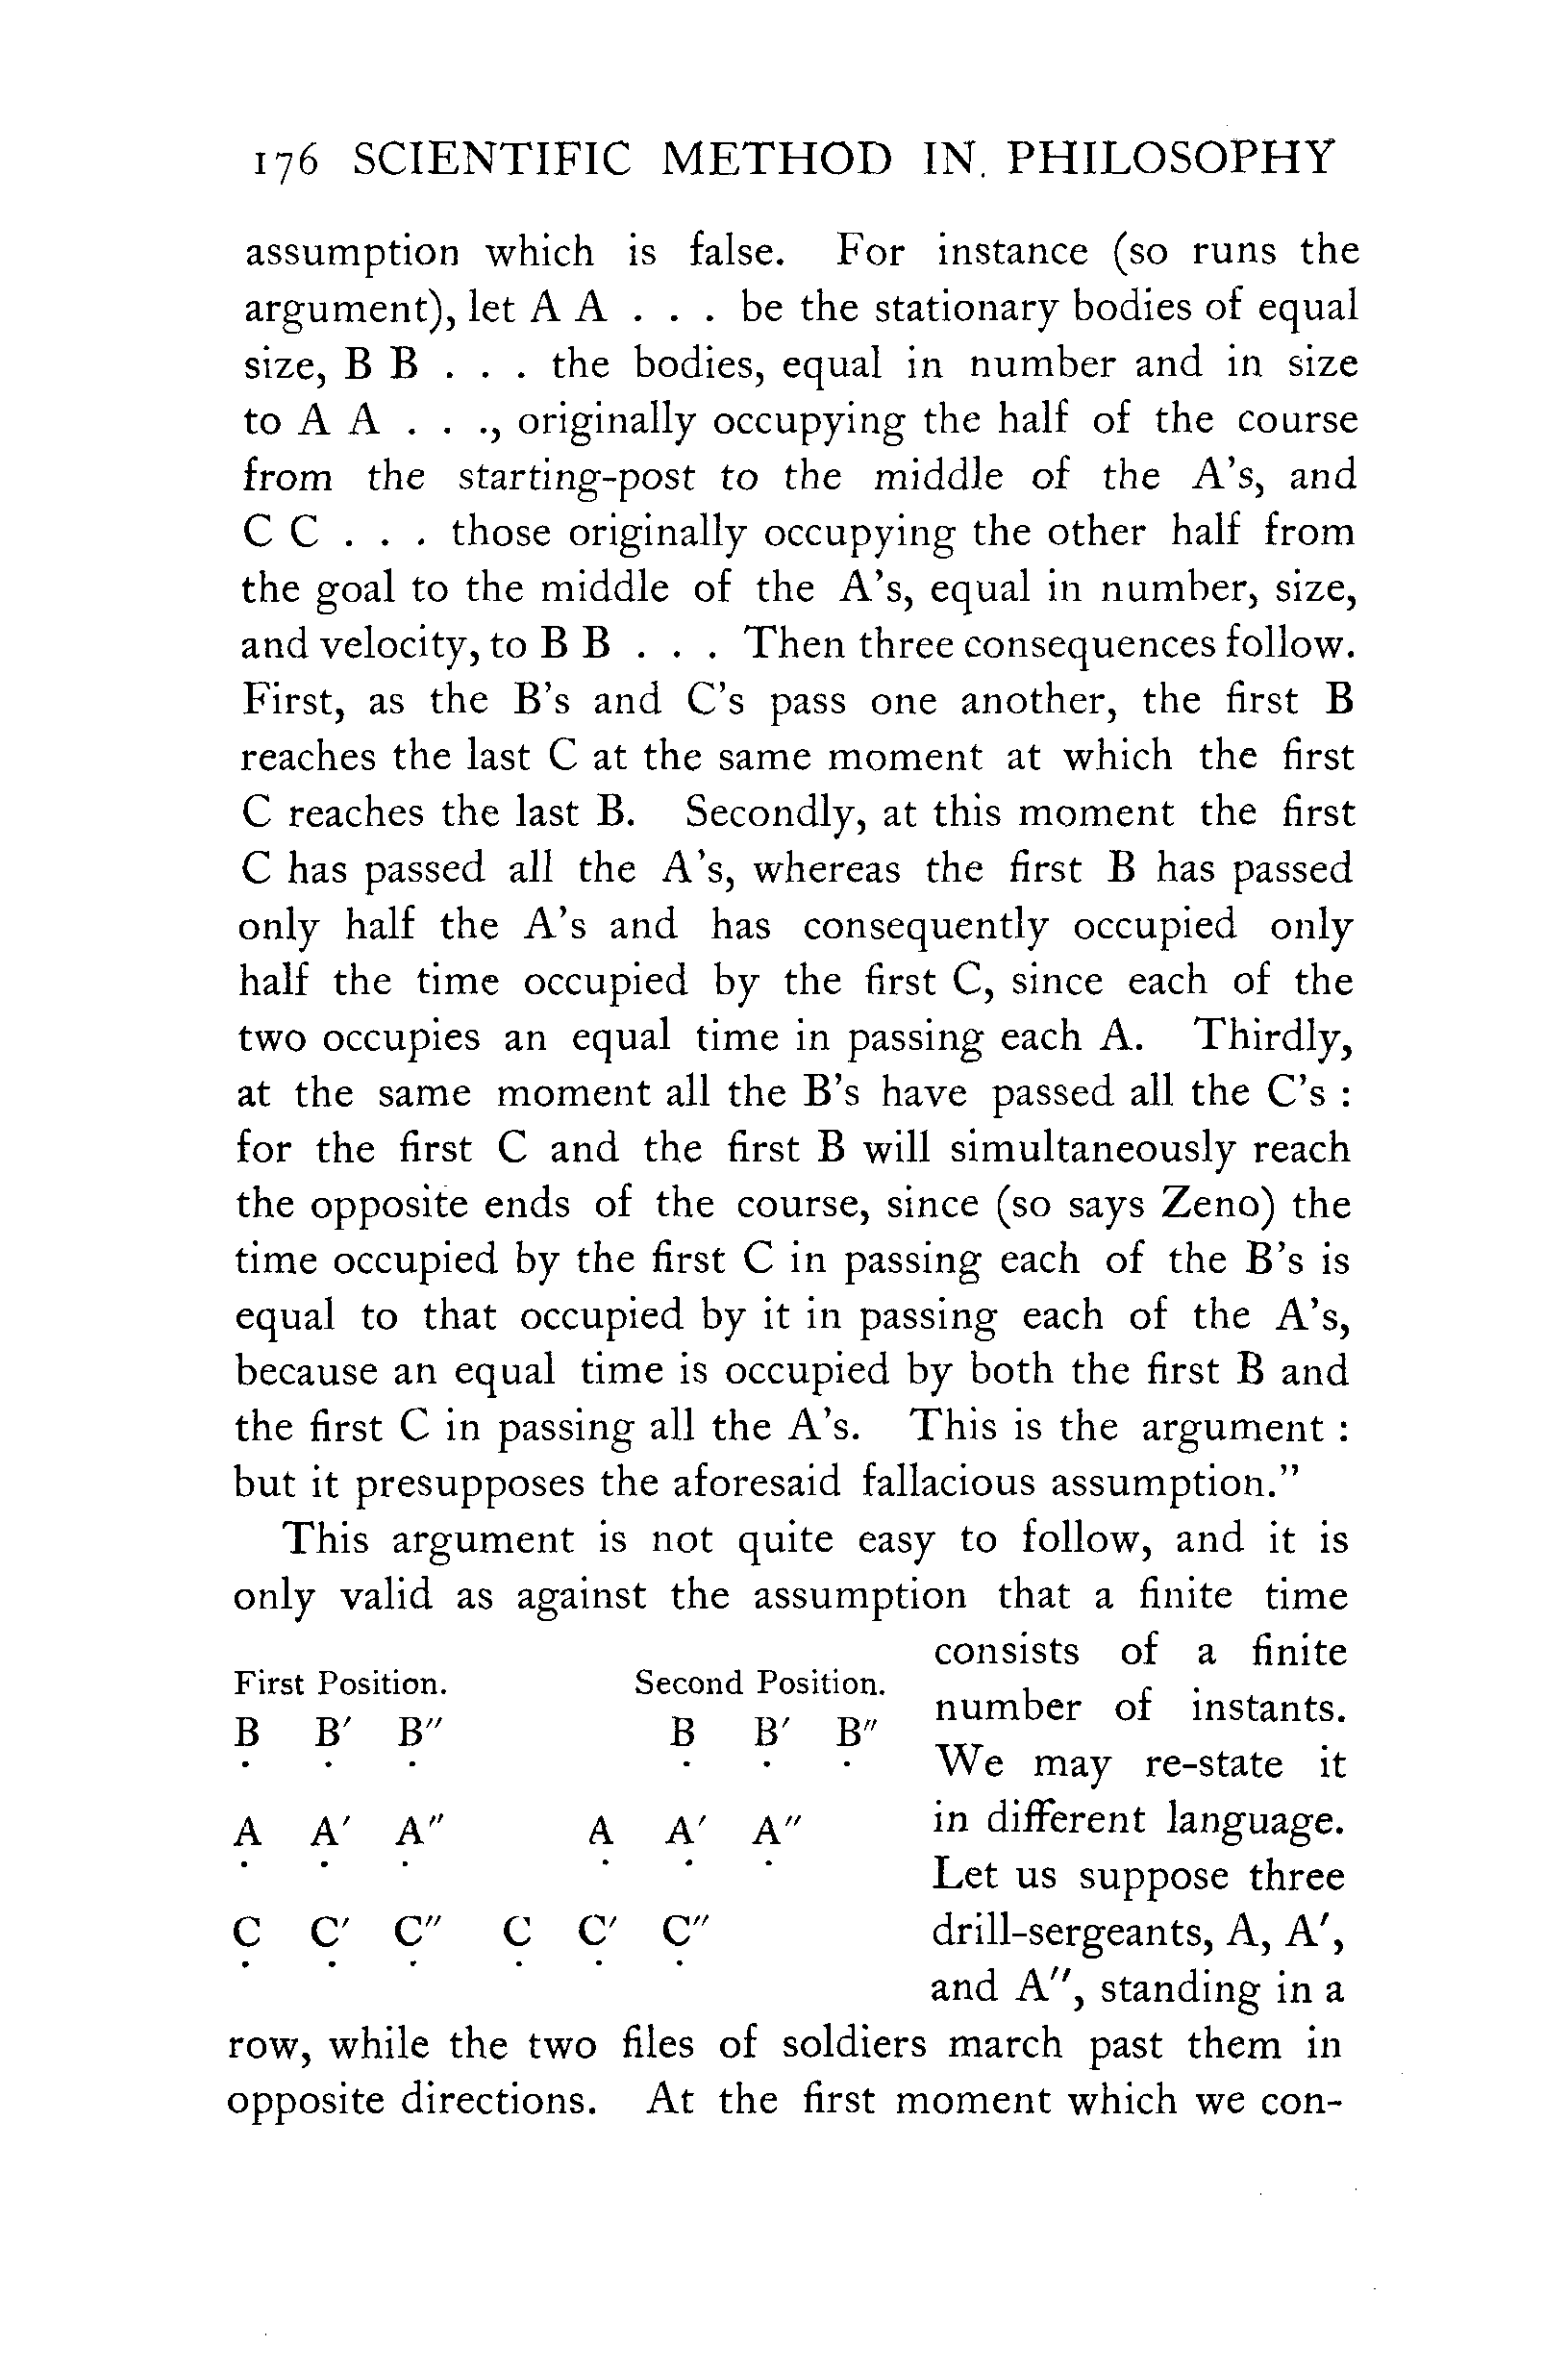 176 SCIENTIFIC METHOD IN PHILOSOPHY
assumption which is false. For instance (so runs the
argument), let A A . . . be the stationary bodies of equal
size, B B . . . the bodies, equal in number and in size
to A A . . ., originally occupying the half of the course
from the starting-post to the middle of the A's, and
C C . . . those originally occupying the other half from
the goal to the middle of the A's, equal in number, size,
and velocity, to B B . . . Then three consequences follow.
First, as the B's and C's pass one another, the first B
reaches the last C at the same moment at which the first
C reaches the last B. Secondly, at this moment the first
C has passed all the A's, whereas the first B has passed
only half the A's and has consequently occupied only
half the time occupied by the first C, since each of the
two occupies an equal time in passing each A. Thirdly,
at the same moment all the B's have passed all the C's :
for the first C and the first B will simultaneously reach
the opposite ends of the course, since (so says Zeno) the
time occupied by the first C in passing each of the B's is
equal to that occupied by it in passing each of the A's,
because an equal time is occupied by both the first B and
the first C in passing all the A's. This is the argument :
but it presupposes the aforesaid fallacious assumption.”
This argument is not quite easy to follow, and it is
only valid as against the assumption that a finite time
First Position. Second Position.
B B′ B″ B B′ B″
. . . . . .
A A′ A″ A A′ A″
. . . . . .
C C′ C″ C C′ C″
. . . . . .
consists of a finite
number of instants.
We may re-state it
in different language.
Let us suppose three
drill-sergeants, A, A′,
and A″, standing in a
row, while the two files of soldiers march past them in
opposite directions. At the first moment which we con-